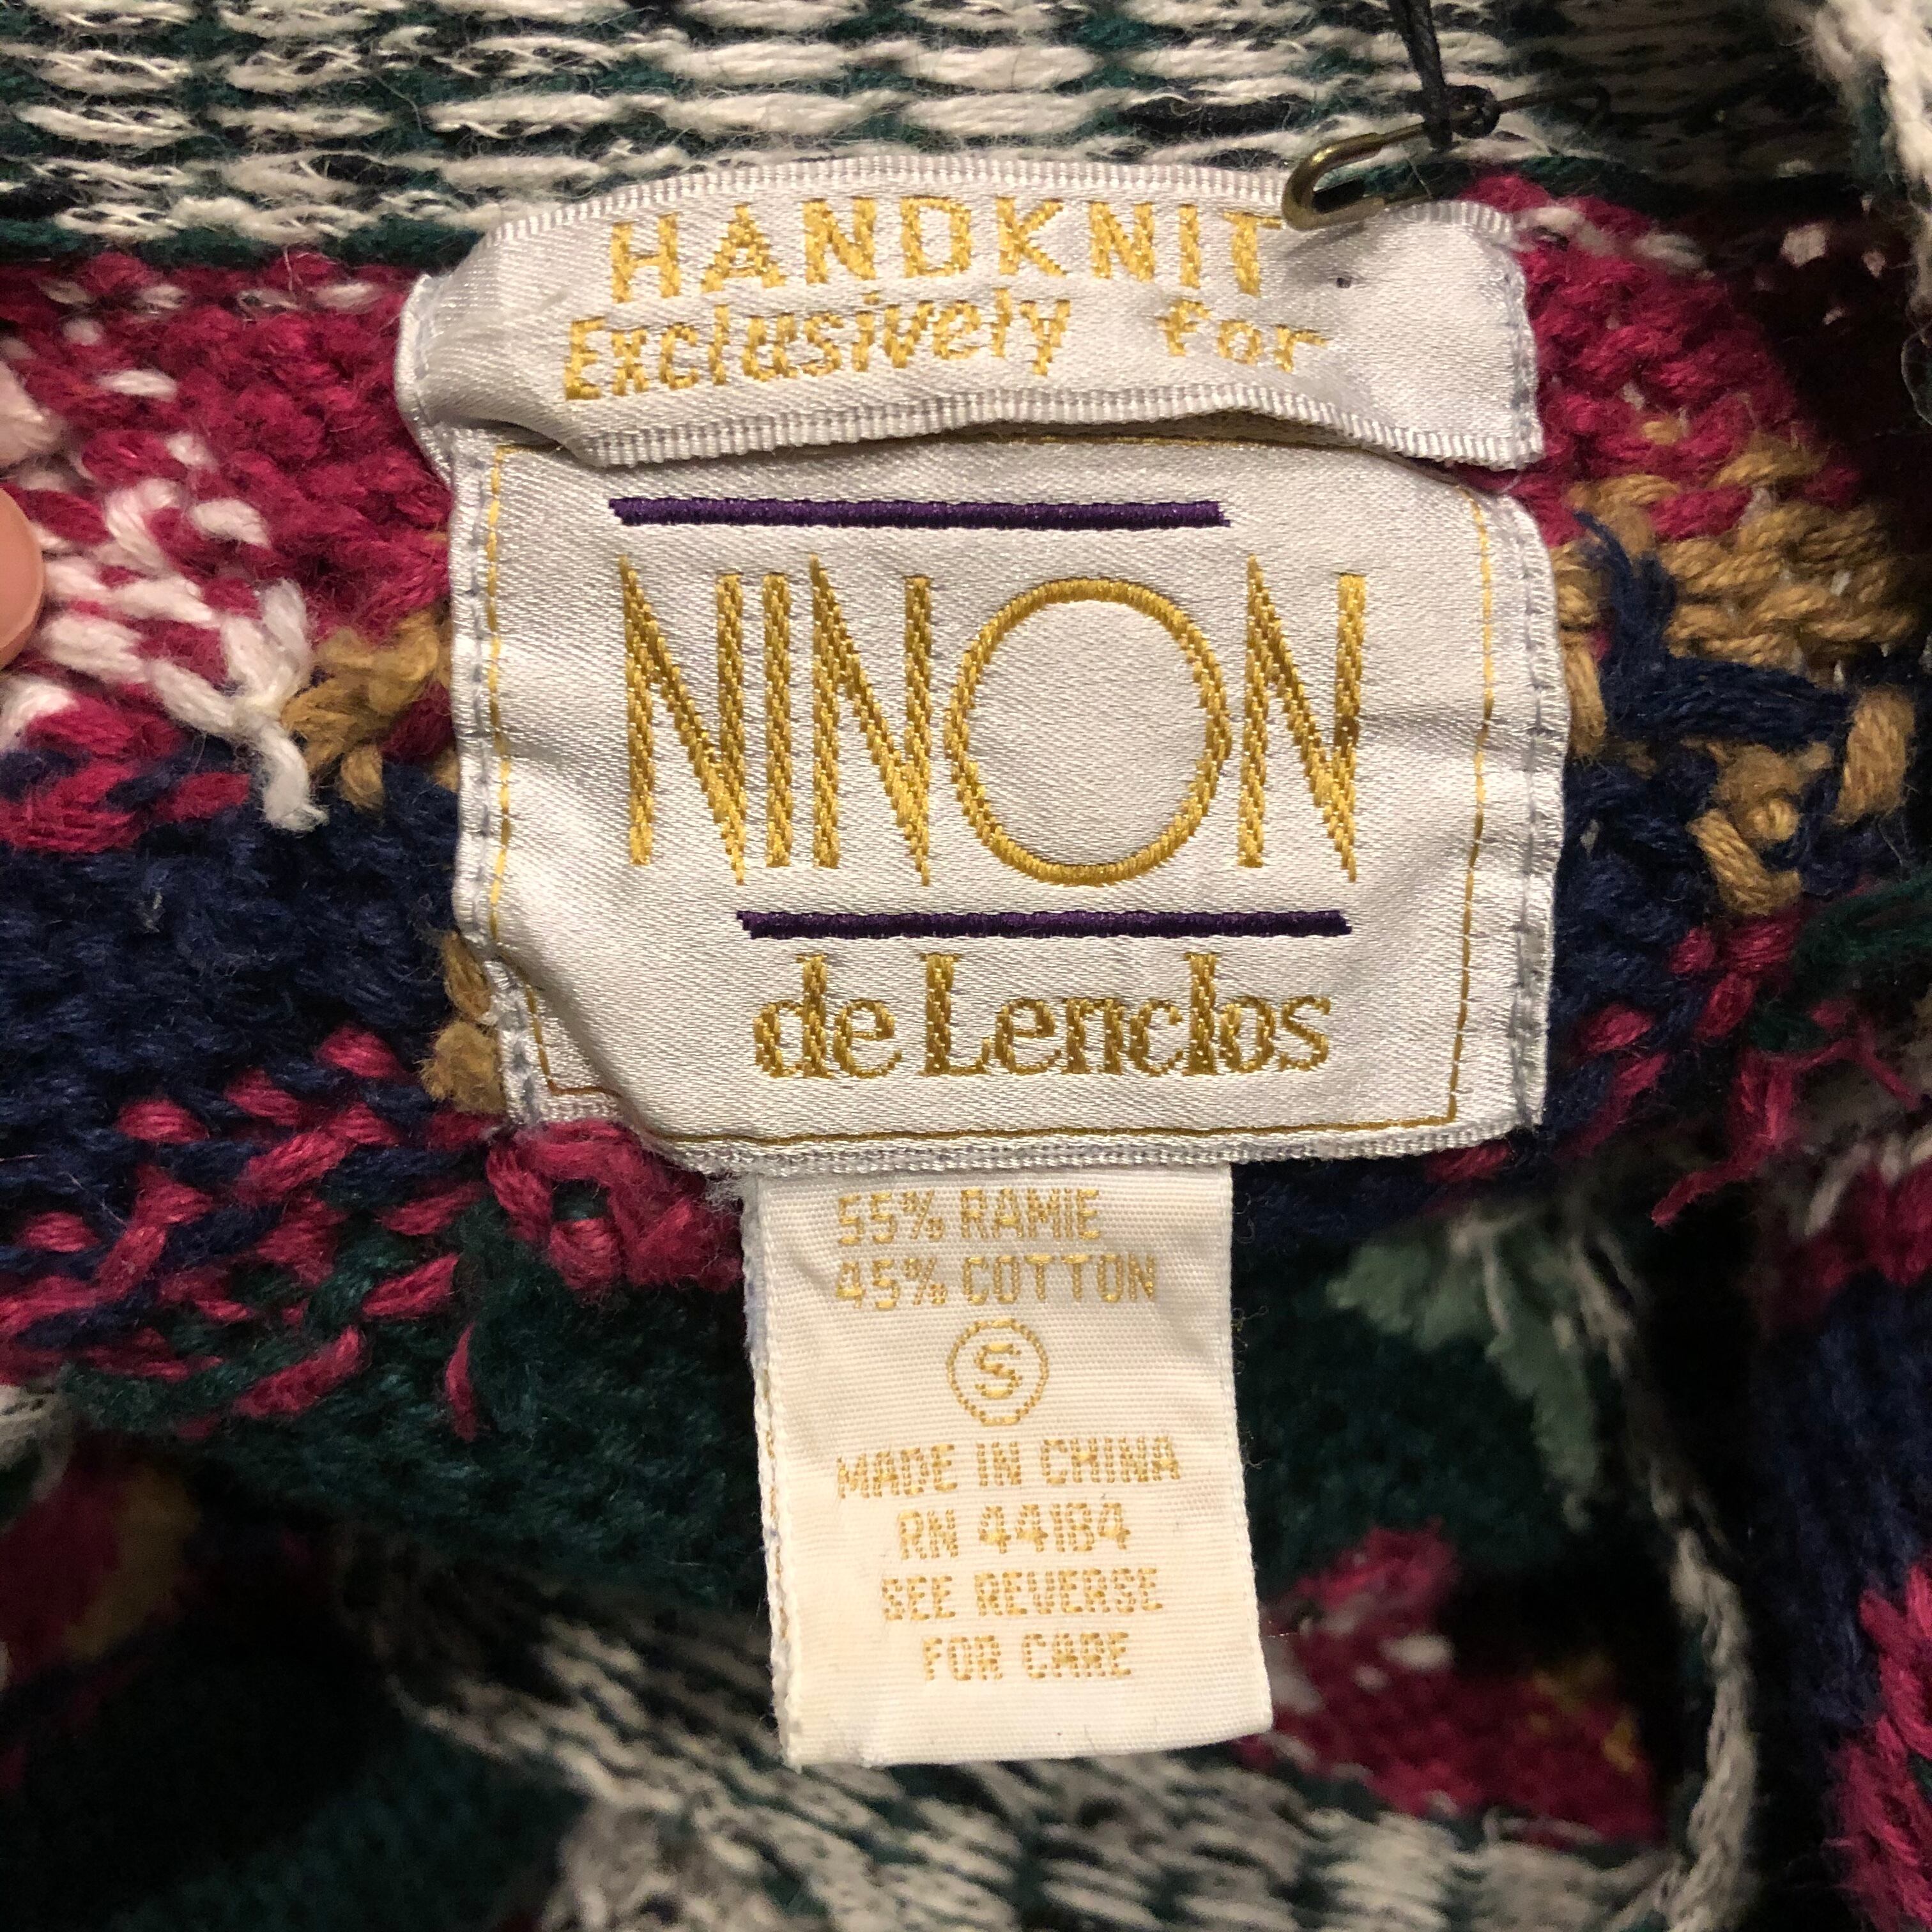 HANDKNIT
Exclusively for
NINON
de Lenclos
55% RAMIE
45% COTTON
S
MADE IN CHINA
RN 44184
SEE REVERSE
FOR CARE